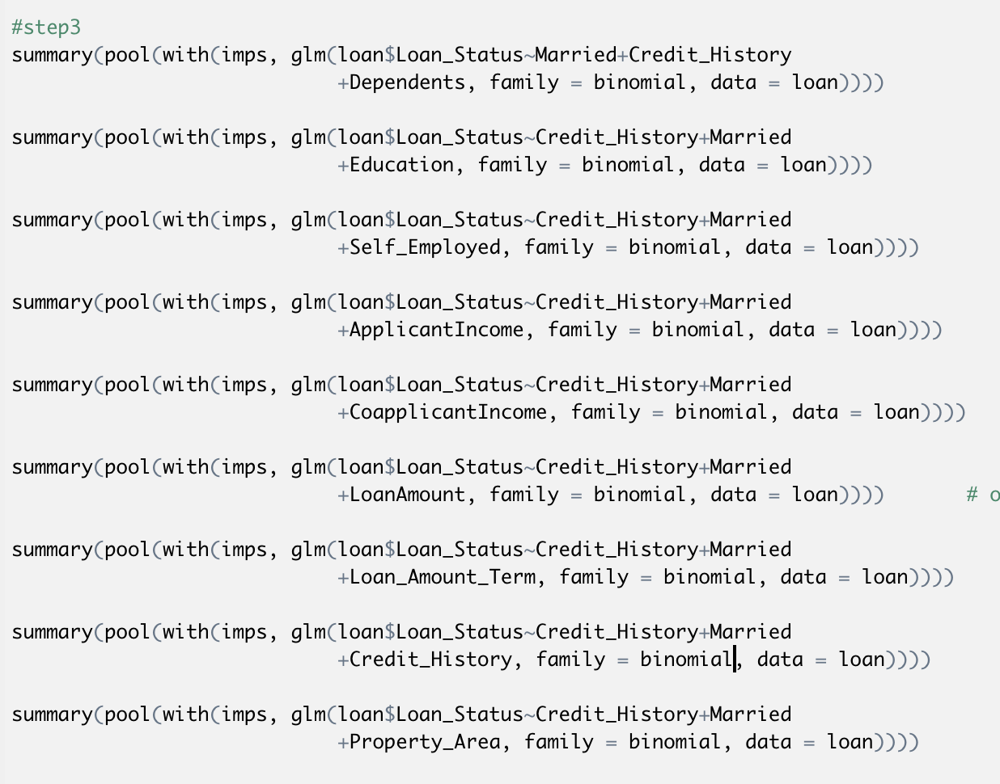 #step3
summary(pool(with(imps, glm(loan$Loan_Status~Married+Credit_History
+Dependents, family = binomial, data = loan))))
summary(pool(with(imps, glm(loan$Loan_Status~Credit_History+Married
+Education, family = binomial, data = loan))))
summary(pool(with(imps, glm(loan$Loan_Status~Credit_History+Married
+Self_Employed, family = binomial, data = loan))))
summary(pool(with(imps, glm(loan$Loan_Status~Credit_History+Married
+ApplicantIncome, family = binomial, data = loan))))
summary(pool(with(imps, glm(loan$Loan_Status~Credit_History+Married
+CoapplicantIncome, family = binomial, data = loan))))
summary(pool(with(imps, glm(loan$Loan_Status~Credit_History+Married
+LoanAmount, family = binomial, data = loan)))) #
summary(pool(with(imps, glm(loan$Loan_Status~Credit_History+Married
+Loan_Amount_Term, family = binomial, data = loan))))
summary(pool(with(imps, glm(loan$Loan_Status~Credit_History+Married
+Credit_History, family = binomial, data = loan))))
summary(pool(with(imps, glm(loan$Loan_Status~Credit_History+Married
+Property_Area, family = binomial, data = loan))))